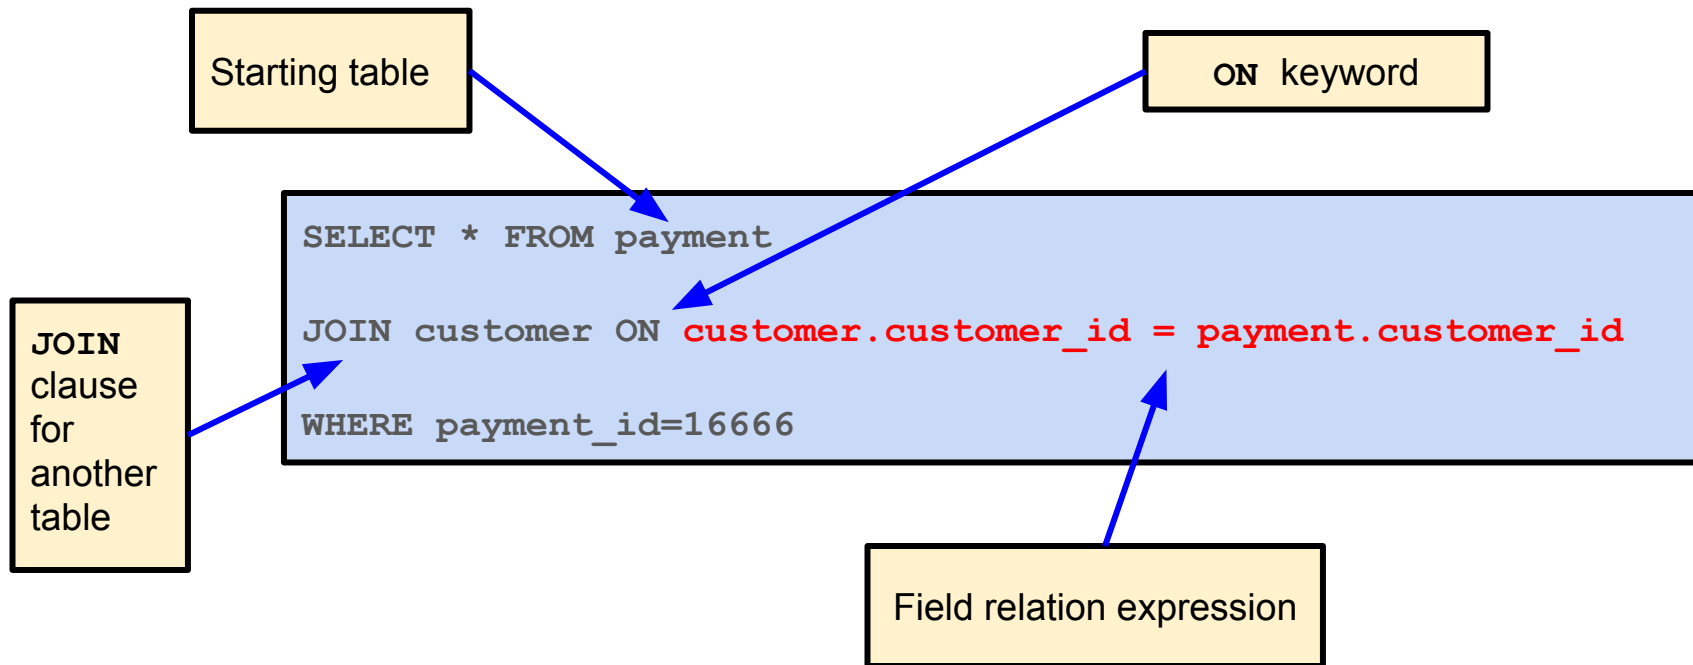 Starting table
ON keyword
SELECT * FROM payment
JOIN customer ON customer.customer_id = payment.customer_id
WHERE payment_id=16666
JOIN
clause
for
another
table
Field relation expression